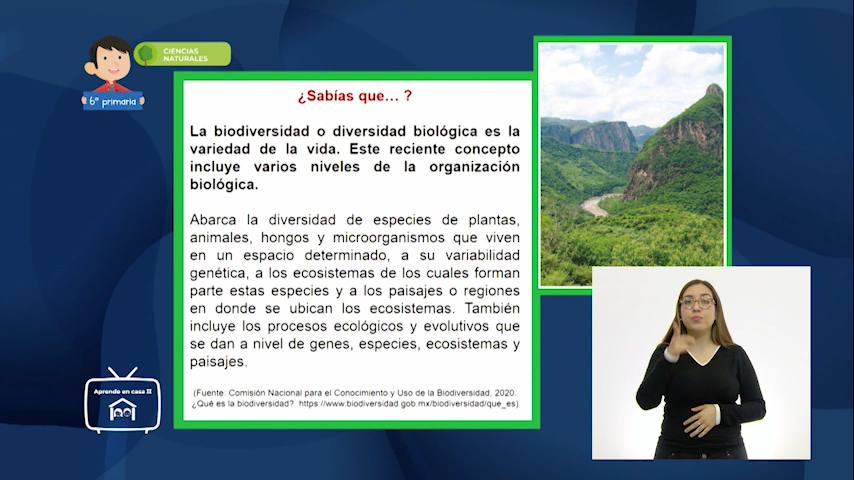 CIENCIAS
NATURALES
6° primaria
¿Sabías que... ?
La biodiversidad o diversidad biológica es la
variedad de la vida. Este reciente concepto
incluye varios niveles de la organización
biológica.
Abarca la diversidad de especies de plantas,
animales, hongos y microorganismos que viven
en un espacio determinado, a su variabilidad
genética, a los ecosistemas de los cuales forman
parte estas especies y a los paisajes o regiones
en donde se ubican los ecosistemas. También
incluye los procesos ecológicos y evolutivos que
se dan a nivel de genes, especies, ecosistemas y
paisajes.
(Fuente: Comisión Nacional para el Conocimiento y Uso de la Biodiversidad, 2020.
¿Qué es la biodiversidad? https://www.biodiversidad.gob.mx/biodiversidad/que_es)
Aprende en casa II